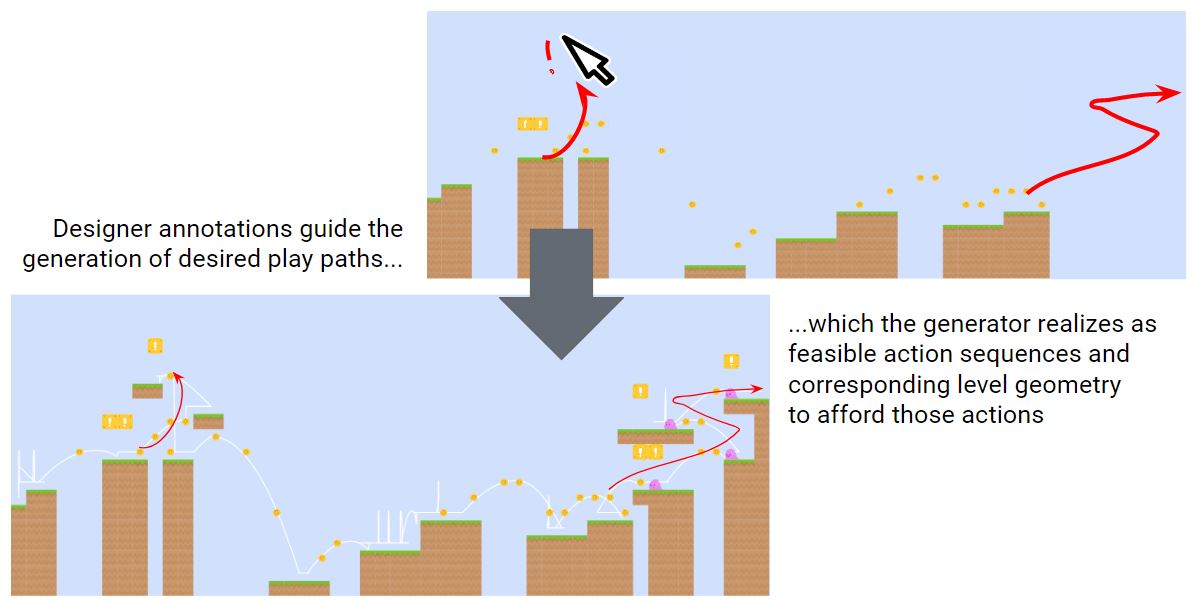 Designer annotations guide the
generation of desired play paths...
...which the generator realizes as
feasible action sequences and
corresponding level geometry
to afford those actions